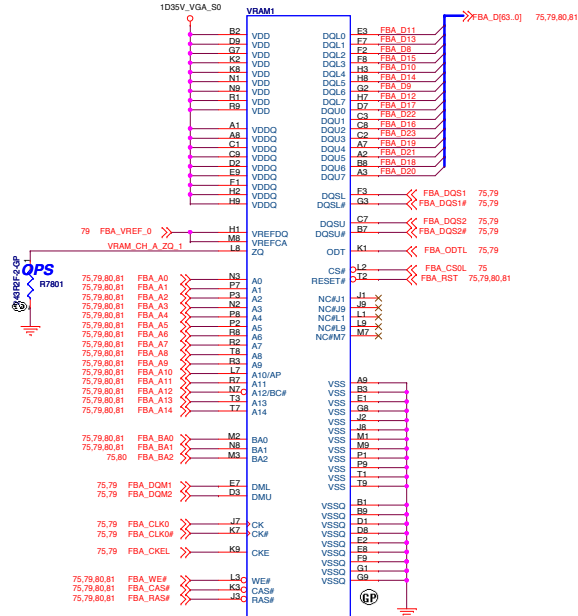 1D35V_VGA_S0
VRAM1
FBA_D[63..0] 75,79,80,81
B2 VDD DQL0 E3 FBA_D11
D9 VDD DQL1 F7 FBA_D13
G7 VDD DQL2 F2 FBA_D8
K2 VDD DQL3 F8 FBA_D15
K8 VDD DQL4 H3 FBA_D10
N1 VDD DQL5 H8 FBA_D14
N9 VDD DQL6 G2 FBA_D9
R1 VDD DQL7 H7 FBA_D12
R9 VDD DQU0 D7 FBA_D17
DQU1 C3 FBA_D22
A1 VDDQ DQU2 C8 FBA_D16
A8 VDDQ DQU3 C2 FBA_D23
C1 VDDQ DQU4 A7 FBA_D19
C9 VDDQ DQU5 A2 FBA_D21
D2 VDDQ DQU6 B8 FBA_D18
E9 VDDQ DQU7 A3 FBA_D20
F1 VDDQ
H2 VDDQ DQSL F3 FBA_DQS1 75,79
H9 VDDQ DQSL# G3 FBA_DQS1# 75,79
DQSU C7 FBA_DQS2 75,79
79 FBA_VREF_0 H1 VREFDQ DQSU# B7 FBA_DQS2# 75,79
M8 VREFCA
VRAM_CH_A_ZQ_1 L8 ZQ ODT K1 FBA_ODTL 75,79
OPS
R7801
CS# L2 FBA_CS0L 75
75,79,80,81 FBA_A0 N3 A0 RESET# T2 FBA_RST 75,79,80,81
75,79,80,81 FBA_A1 P7 A1
75,79,80,81 FBA_A2 P3 A2 NC#J1 J1
75,79,80,81 FBA_A3 N2 A3 NC#J9 J9
75,79,80,81 FBA_A4 P8 A4 NC#L1 L1
75,79,80,81 FBA_A5 P2 A5 NC#L9 L9
75,79,80,81 FBA_A6 R8 A6 NC#M7 M7
75,79,80,81 FBA_A7 R2 A7
75,79,80,81 FBA_A8 T8 A8
75,79,80,81 FBA_A9 R3 A9
75,79,80,81 FBA_A10 L7 A10/AP
75,79,80,81 FBA_A11 R7 A11 VSS A9
75,79,80,81 FBA_A12 N7 A12/BC# VSS B3
75,79,80,81 FBA_A13 T3 A13 VSS E1
75,79,80,81 FBA_A14 T7 A14 VSS G8
VSS J2
VSS J8
75,79,80,81 FBA_BA0 M2 BA0 VSS M1
75,79,80,81 FBA_BA1 N8 BA1 VSS M9
75,80 FBA_BA2 M3 BA2 VSS P1
VSS P9
VSS T1
75,79 FBA_DQM1 E7 DML VSS T9
75,79 FBA_DQM2 D3 DMU
VSSQ B1
VSSQ B9
75,79 FBA_CLK0 J7 CK VSSQ D1
75,79 FBA_CLK0# K7 CK# VSSQ D8
VSSQ E2
75,79 FBA_CKEL K9 CKE VSSQ E8
VSSQ F9
VSSQ G1
75,79,80,81 FBA_WE# L3 WE# VSSQ G9
75,79,80,81 FBA_CAS# K3 CAS#
75,79,80,81 FBA_RAS# J3 RAS#
GP